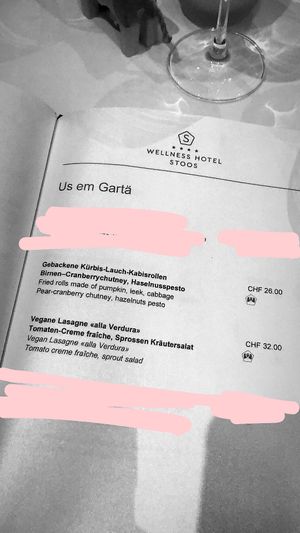 S
WELLNESS HOTEL
STOOS
Us em Gartä
Gebackene Kürbis-Lauch-Kabisrollen
Birnen–Cranberrychutney, Haselnusspesto
CHF 26.00
Fried rolls made of pumpkin, leek, cabbage
Pear-cranberry chutney, hazelnuts pesto
Vegane Lasagne «alla Verdura»
Tomaten-Creme fraîche, Sprossen Kräutersalat
CHF 32.00
Vegan Lasagne «alla Verdura»
Tomato creme fraîche, sprout salad